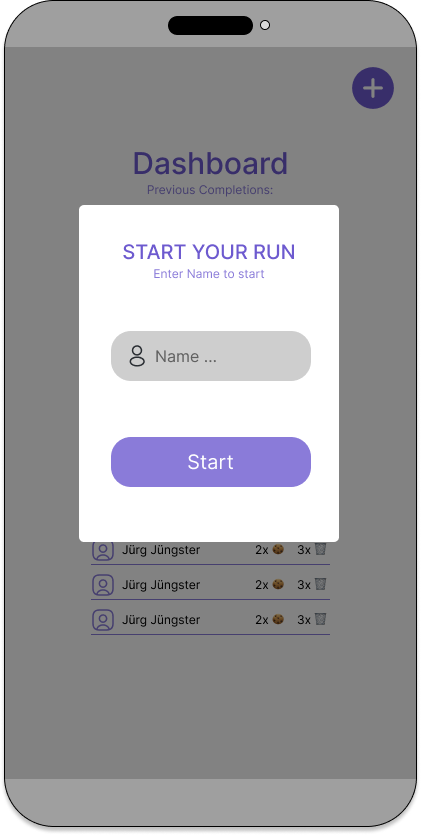 Dashboard
Previous Completions:
START YOUR RUN
Enter Name to start
Name ...
Start
Jürg Jüngster 2x 3x
Jürg Jüngster 2x 3x
Jürg Jüngster 2x 3x